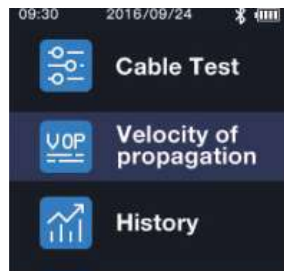 09:30 2016/09/24
Cable Test
VOP
Velocity of
propagation
History